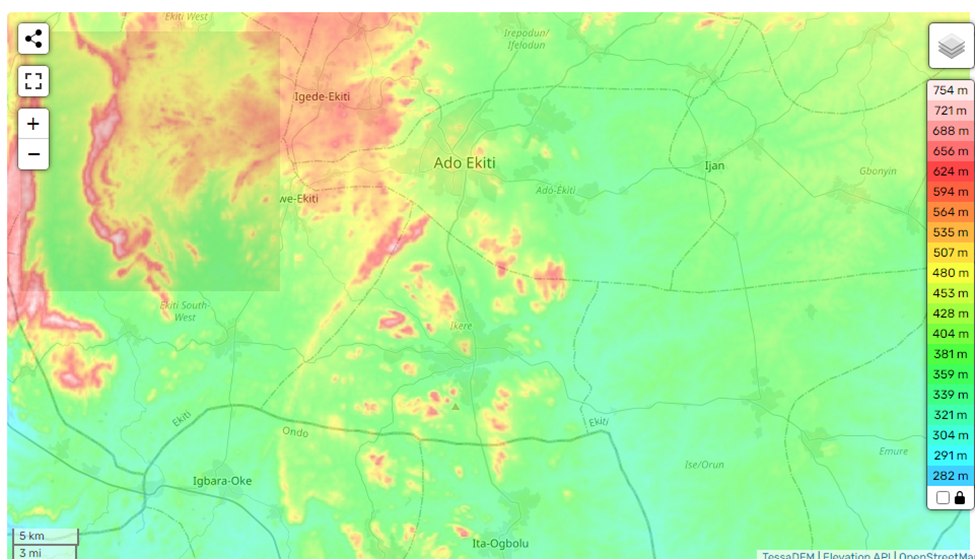 Ekiti West
Irepodun/
Ifelodun
Igede-Ekiti
Ado Ekiti
Ijan
Gbonyin
Ado-Ekiti
we-Ekiti
Ekiti South-
West
Ikere
Ekiti
Ondo
Ekiti
Igbara-Oke
Ise/Orun
Emure
Ita-Ogbolu
+
−
754 m
721 m
688 m
656 m
624 m
594 m
564 m
535 m
507 m
480 m
453 m
428 m
404 m
381 m
359 m
339 m
321 m
304 m
291 m
282 m
5 km
3 mi
TessaDEM | Elevation API | OpenStreetMa